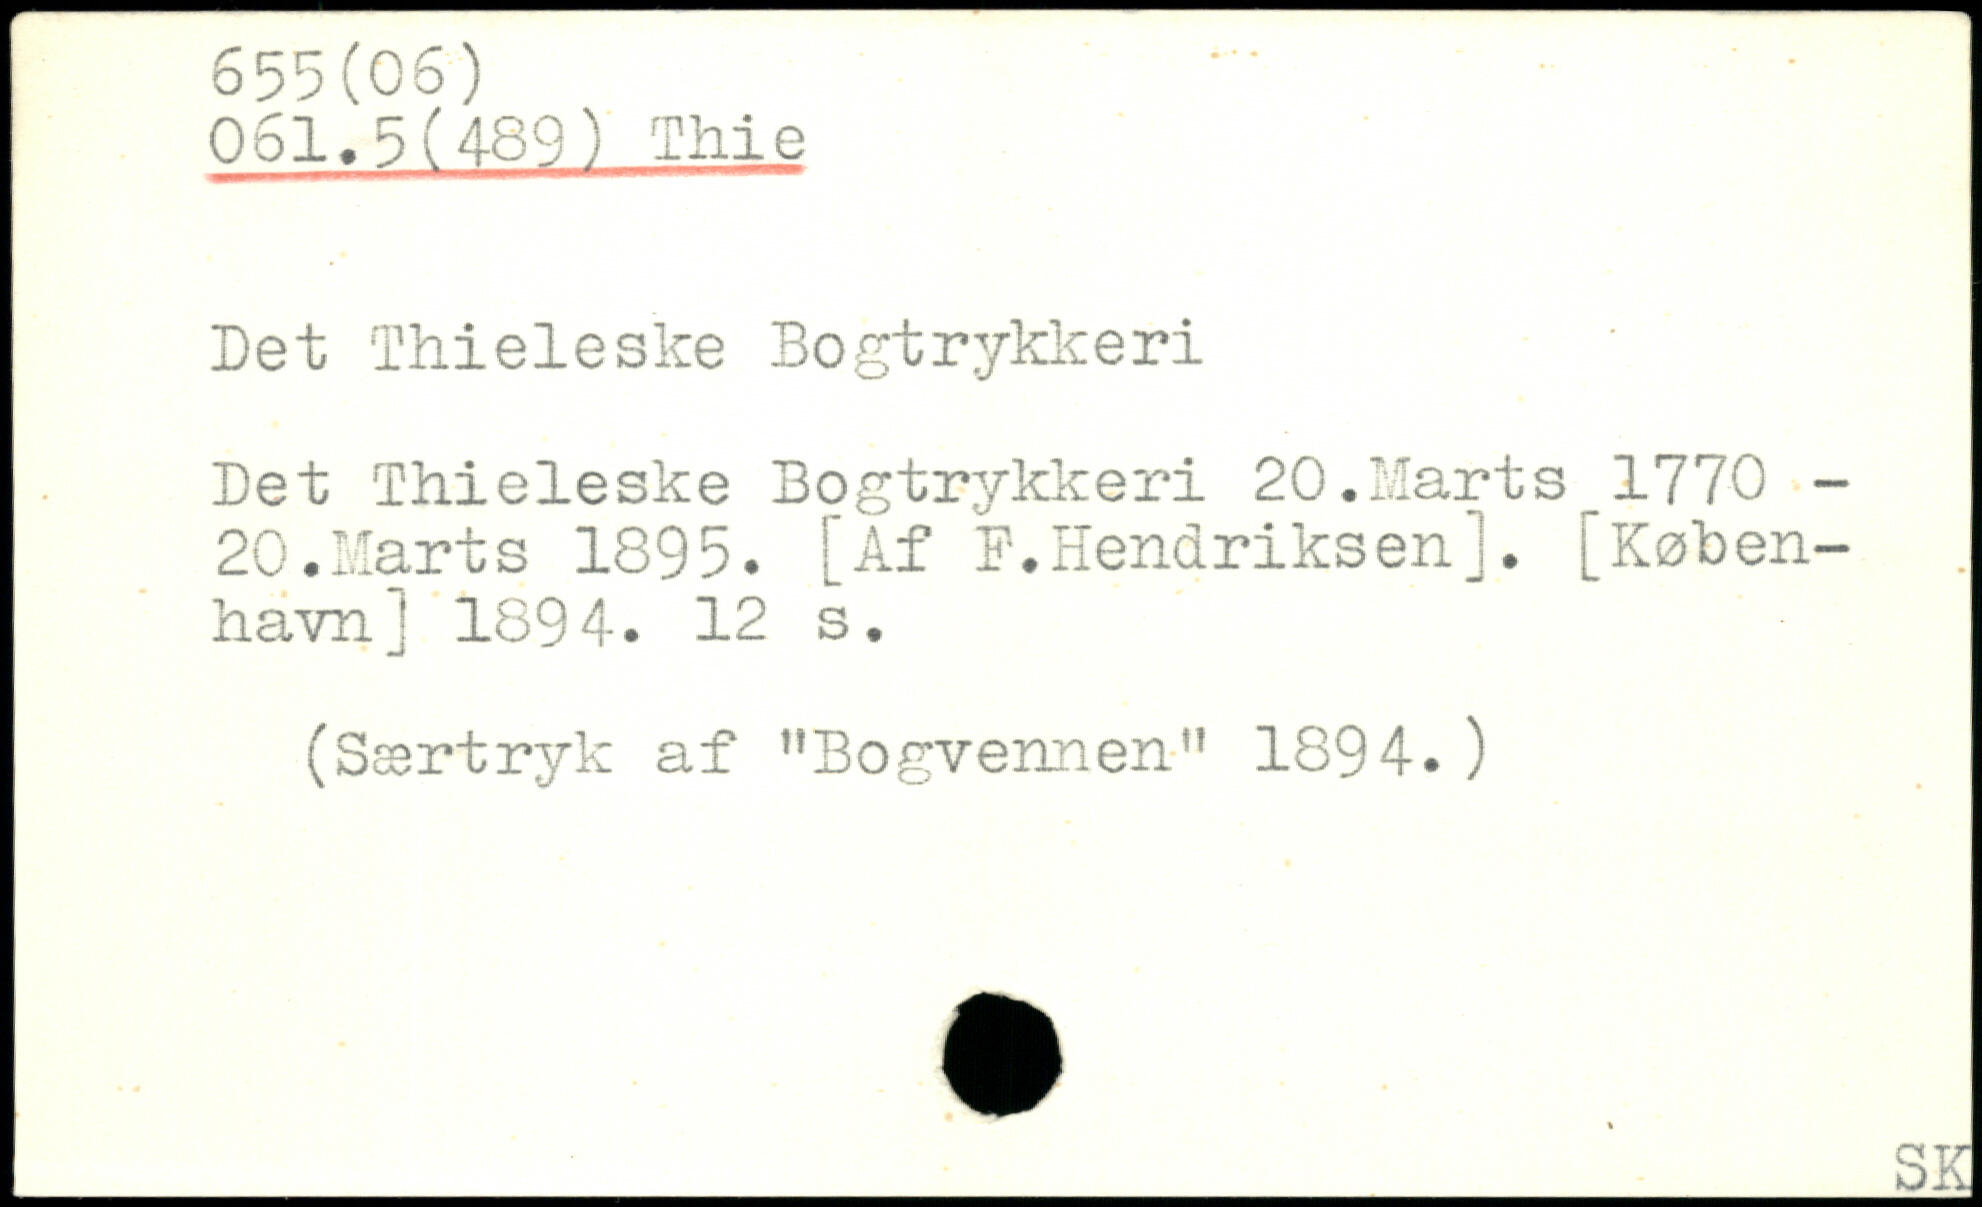 655(06)
061.5(489) Thie
Det Thieleske Bogtrykkeri
Det Thieleske Bogtrykkeri 20.Marts 1770 -
20.Marts 1895. [Af F.Hendriksen]. [Køben-
havn] 1894. 12 s.
(Særtryk af "Bogvennen" 1894.)
SK